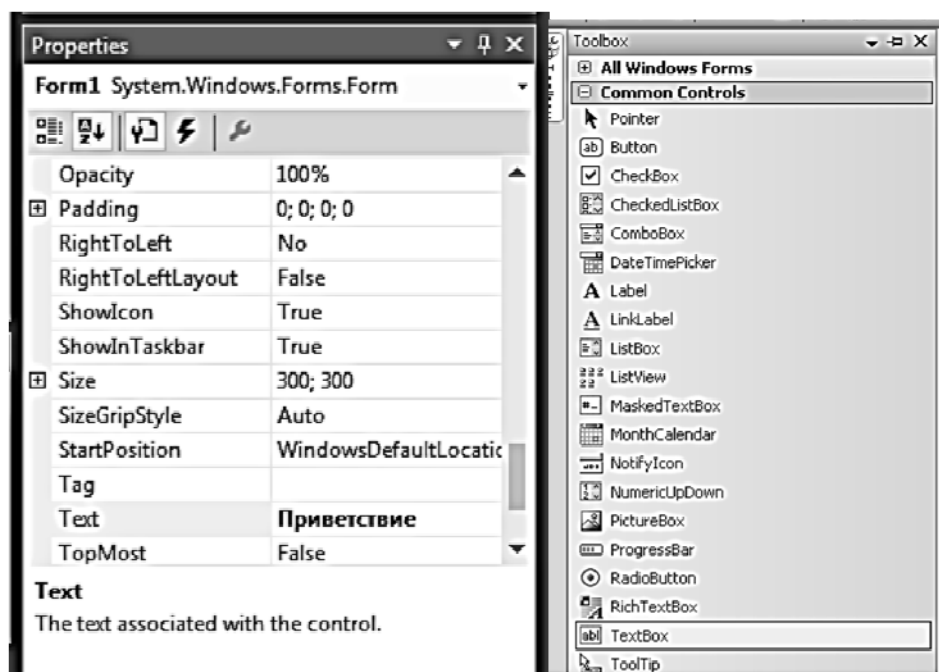 Properties
Form1 System.Windows.Forms.Form
Opacity 100%
Padding 0; 0; 0; 0
RightToLeft No
RightToLeftLayout False
ShowIcon True
ShowInTaskbar True
Size 300; 300
SizeGripStyle Auto
StartPosition WindowsDefaultLocatic
Tag
Text Приветствие
TopMost False
Text
The text associated with the control.
Toolbox
All Windows Forms
Common Controls
Pointer
Button
CheckBox
CheckedListBox
ComboBox
DateTimePicker
Label
LinkLabel
ListBox
ListView
MaskedTextBox
MonthCalendar
NotifyIcon
NumericUpDown
PictureBox
ProgressBar
RadioButton
RichTextBox
TextBox
ToolTip